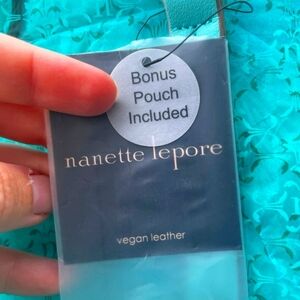 Bonus
Pouch
Included
nanette lepore
vegan leather